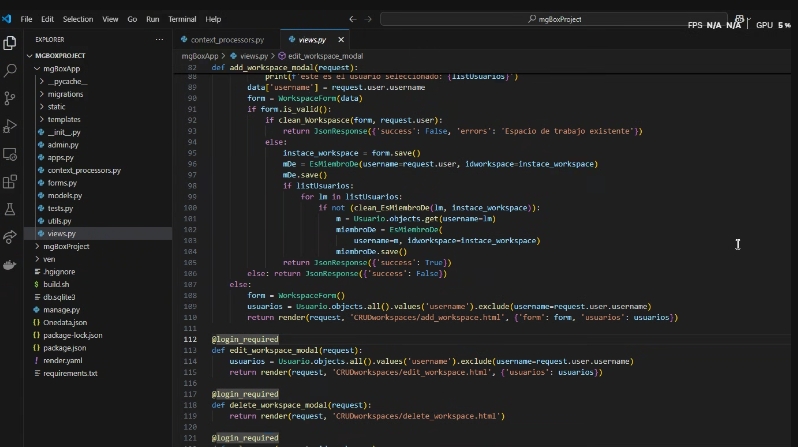 File Edit Selection View Go Run Terminal Help
mgBoxProject
FPS N/A N/A GPU 5 %
EXPLORER
MGBOXPROJECT
mgBoxApp
__pycache__
migrations
static
templates
__init__.py
admin.py
apps.py
context_processors.py
forms.py
models.py
tests.py
utils.py
views.py
mgBoxProject
ven
.hgignore
build.sh
db.sqlite3
manage.py
Onedata.json
package-lock.json
package.json
render.yaml
requirements.txt
context_processors.py views.py
mgBoxApp > views.py > edit_workspace_modal
82 def add_workspace_modal(request):
88 print(f'este es el usuario seleccionado: {listUsuarios}')
89 data['username'] = request.user.username
90 form = WorkspaceForm(data)
91 if form.is_valid():
92 if clean_Workspasce(form, request.user):
93 return JsonResponse({'success': False, 'errors': 'Espacio de trabajo existente'})
94 else:
95 instace_workspace = form.save()
96 mDe = EsMiembroDe(username=request.user, idworkspace=instace_workspace)
97 mDe.save()
98 if listUsuarios:
99 for lm in listUsuarios:
100 if not (clean_EsMiembroDe(lm, instace_workspace)):
101 m = Usuario.objects.get(username=lm)
102 miembroDe = EsMiembroDe(
103 username=m, idworkspace=instace_workspace)
104 miembroDe.save()
105 return JsonResponse({'success': True})
106 else: return JsonResponse({'success': False})
107 else:
108 form = WorkspaceForm()
109 usuarios = Usuario.objects.all().values('username').exclude(username=request.user.username)
110 return render(request, 'CRUDworkspaces/add_workspace.html', {'form': form, 'usuarios': usuarios})
111
112 @login_required
113 def edit_workspace_modal(request):
114 usuarios = Usuario.objects.all().values('username').exclude(username=request.user.username)
115 return render(request, 'CRUDworkspaces/edit_workspace.html', {'usuarios': usuarios})
116
117 @login_required
118 def delete_workspace_modal(request):
119 return render(request, 'CRUDworkspaces/delete_workspace.html')
120
121 @login_required